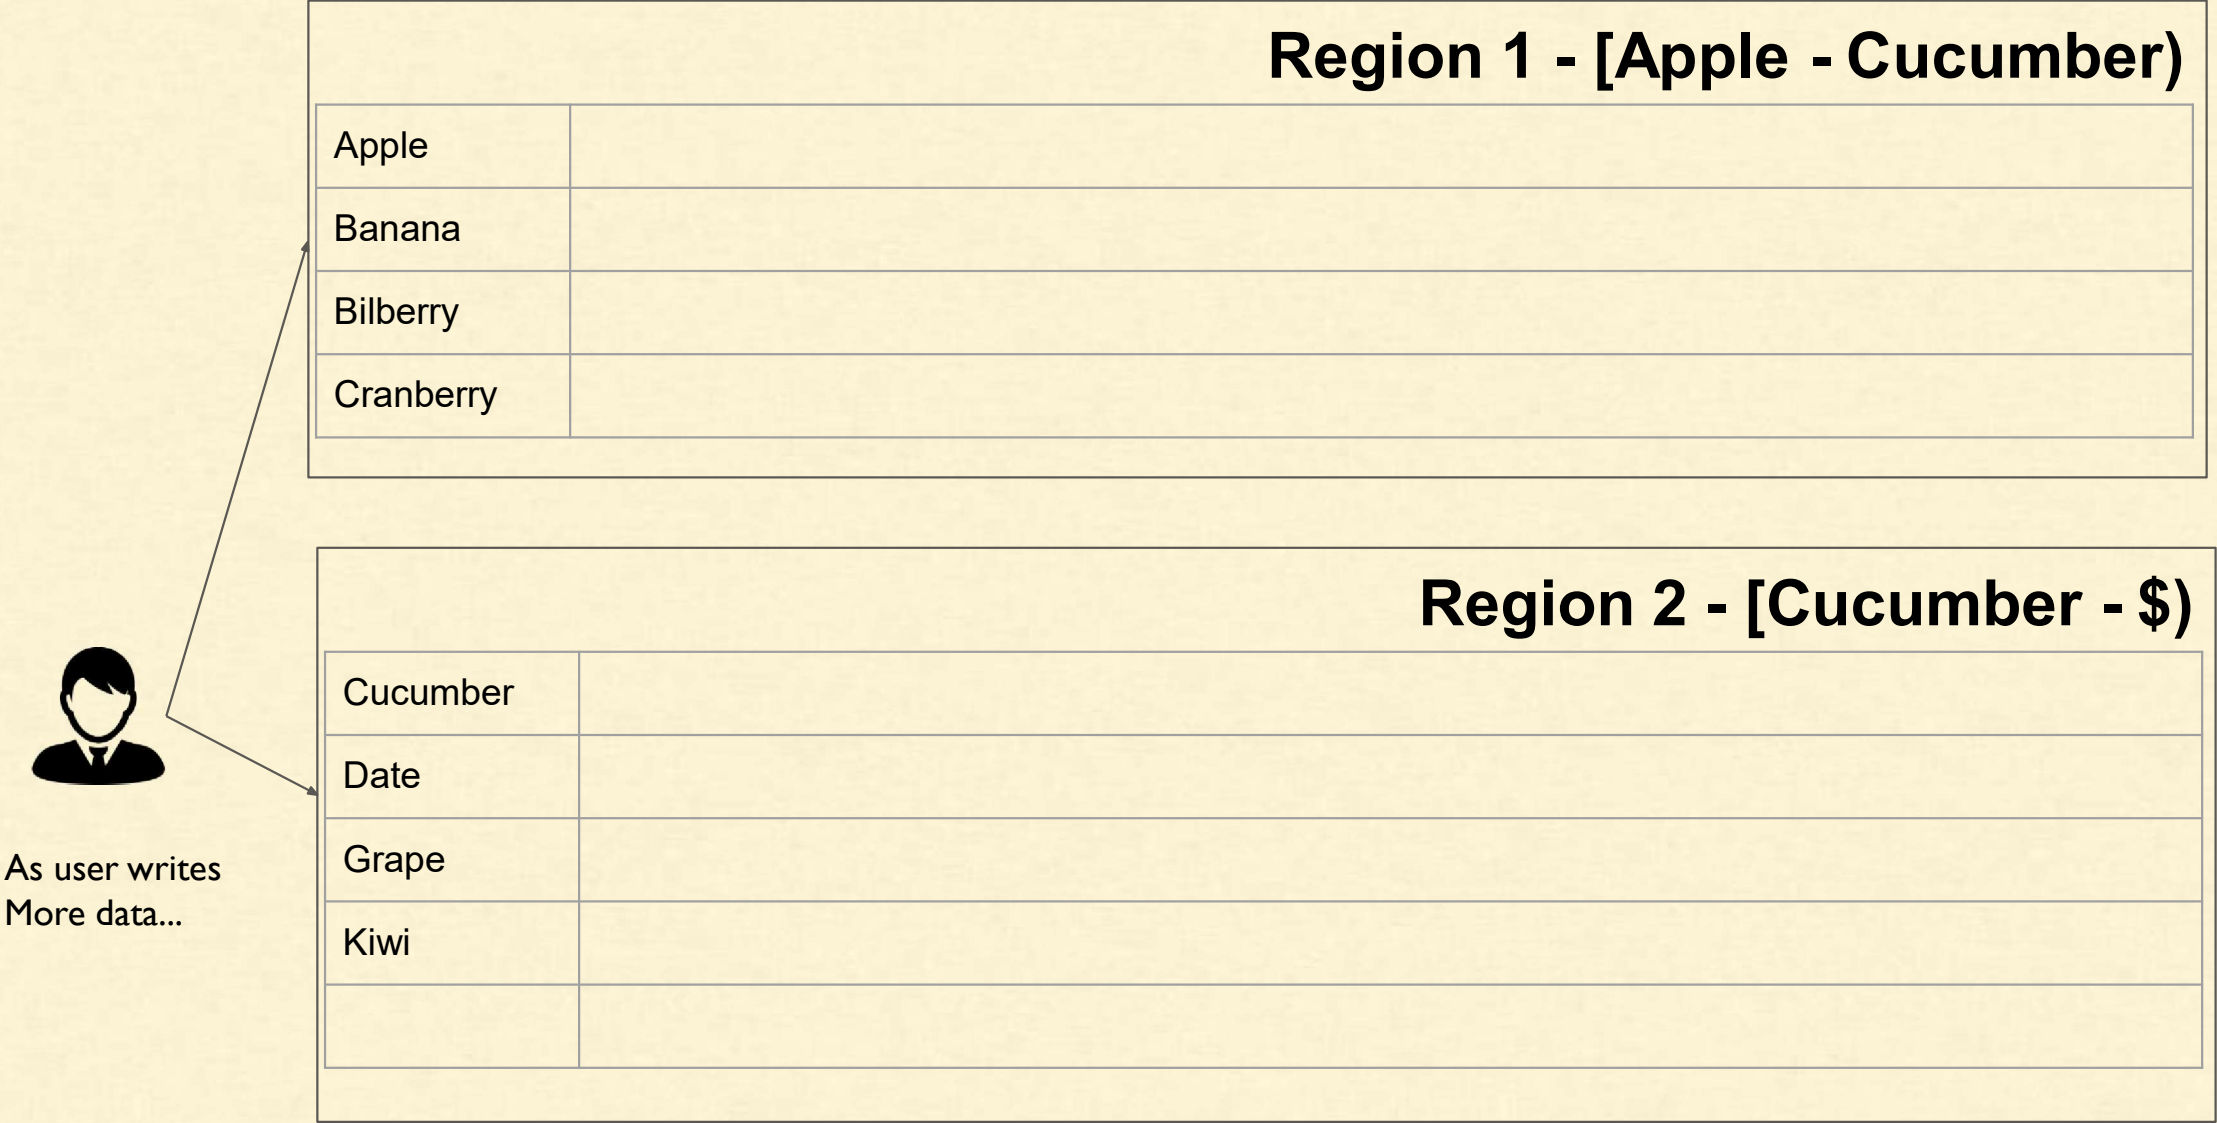 Region 1 - [Apple - Cucumber)
Apple
Banana
Bilberry
Cranberry
Region 2 - [Cucumber - $)
Cucumber
Date
Grape
Kiwi
As user writes
More data...